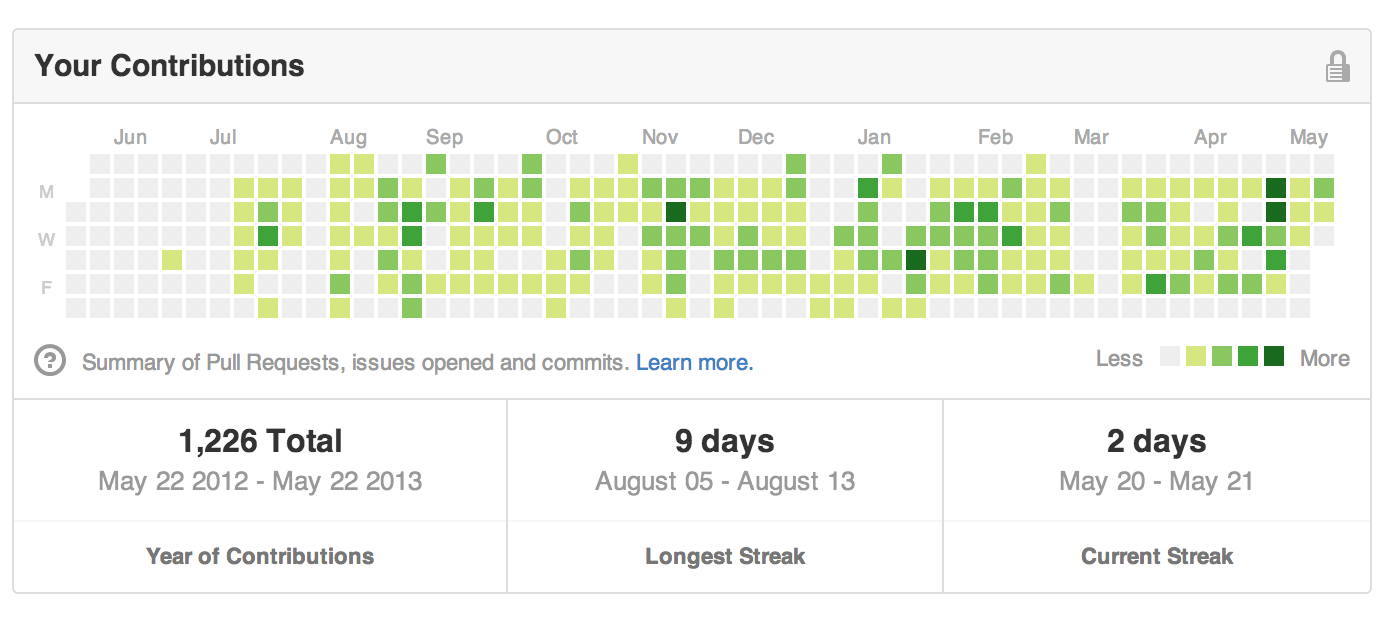 Your Contributions
Jun Jul Aug Sep Oct Nov Dec Jan Feb Mar Apr May
M
W
F
? Summary of Pull Requests, issues opened and commits. Learn more.
Less More
1,226 Total
May 22 2012 - May 22 2013
Year of Contributions
9 days
August 05 - August 13
Longest Streak
2 days
May 20 - May 21
Current Streak